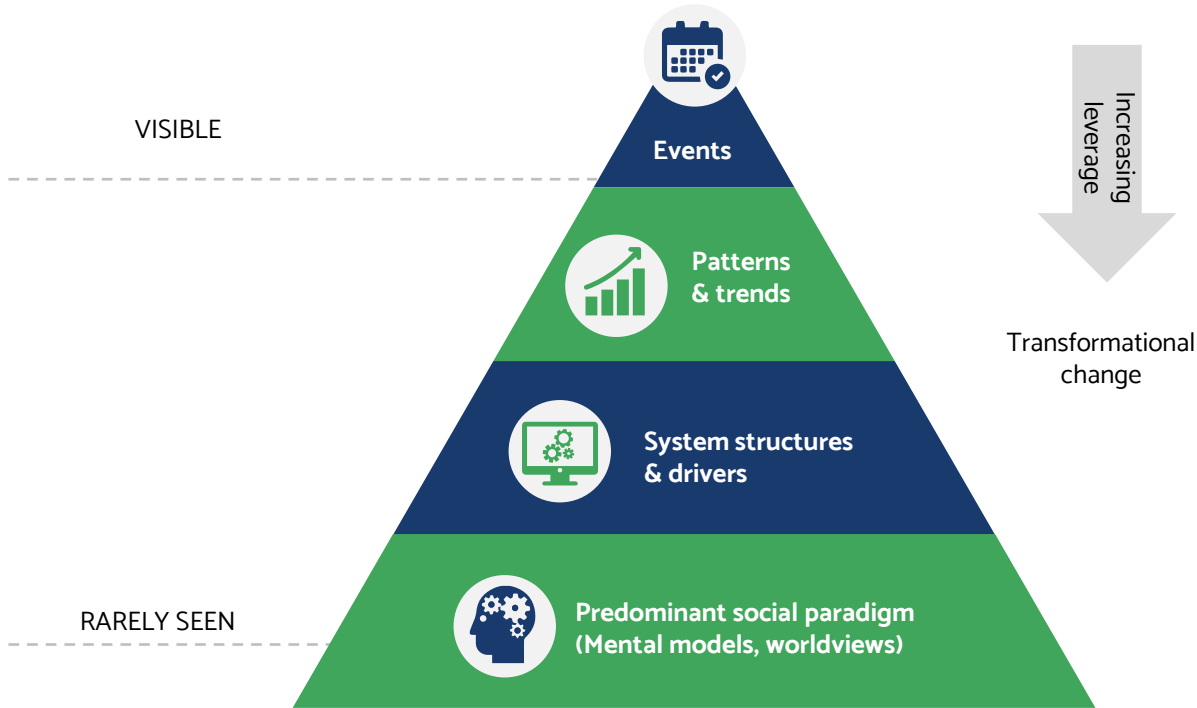 VISIBLE
Events
Increasing
leverage
Patterns
& trends
Transformational
change
System structures
& drivers
RARELY SEEN
Predominant social paradigm
(Mental models, worldviews)